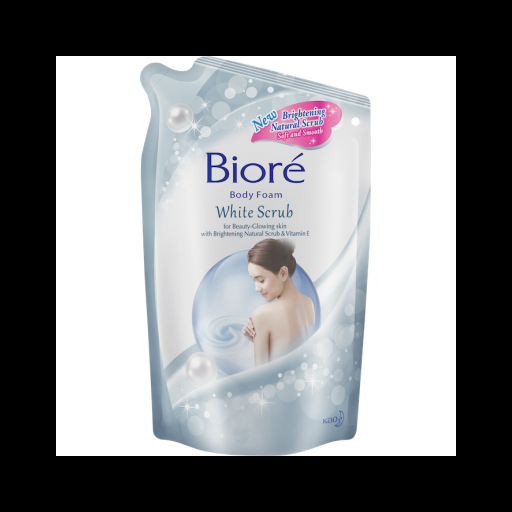 New Brightening
Natural Scrub
Soft and Smooth
Bioré
Body Foam
White Scrub
for Beauty-Glowing skin
with Brightening Natural Scrub & Vitamin E
Kao